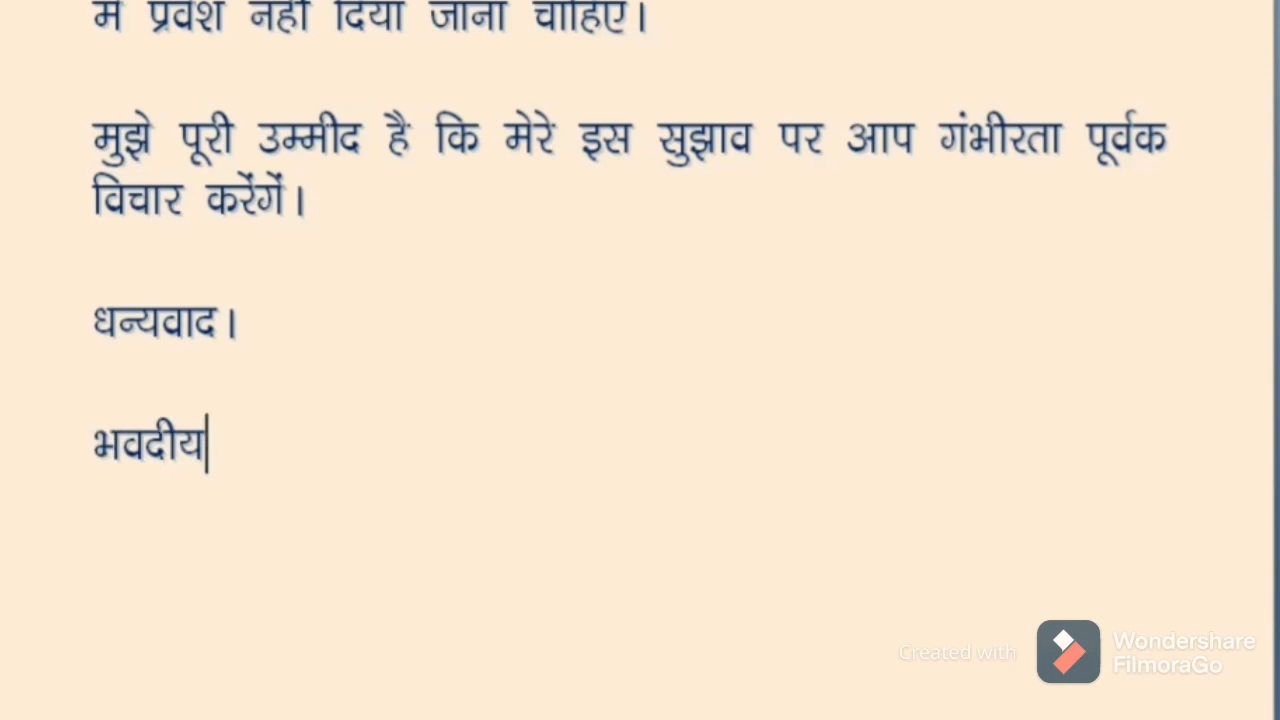 में प्रवेश नहीं दिया जाना चाहिए।
मुझे पूरी उम्मीद है कि मेरे इस सुझाव पर आप गंभीरता पूर्वक
विचार करेंगें।
धन्यवाद।
भवदीय
Created with
Wondershare
FilmoraGo